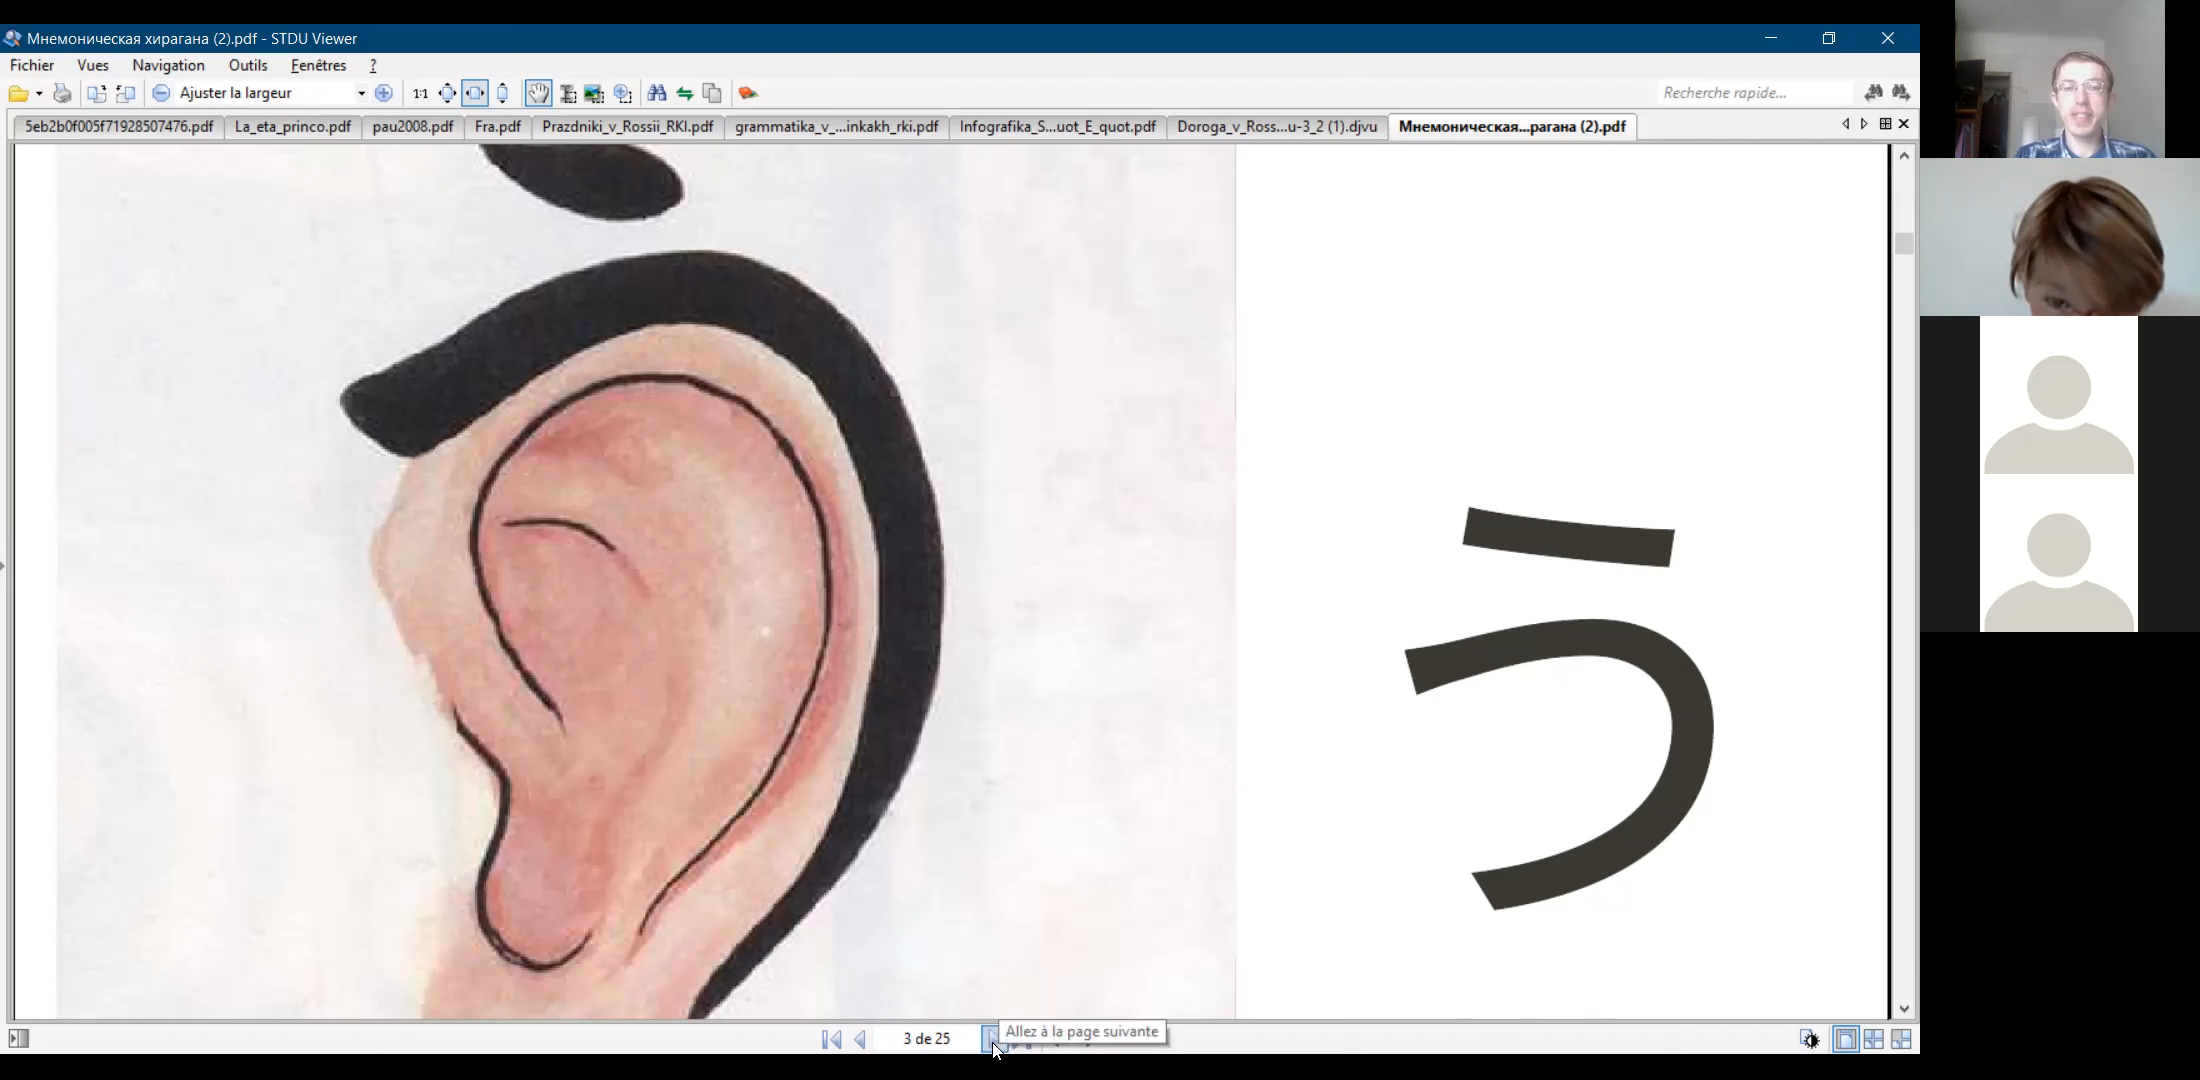 Мнемоническая хирагана (2).pdf - STDU Viewer
Fichier Vues Navigation Outils Fenêtres ?
1:1 Ajuster la largeur Recherche rapide...
5eb2b0f005f71928507476.pdf La_eta_princo.pdf pau2008.pdf Fra.pdf Prazdniki_v_Rossii_RKI.pdf grammatika_v_...inkakh_rki.pdf Infografika_S...uot_E_quot.pdf Doroga_v_Ross...u-3_2 (1).djvu Мнемоническая...рагана (2).pdf
う
3 de 25
Allez à la page suivante